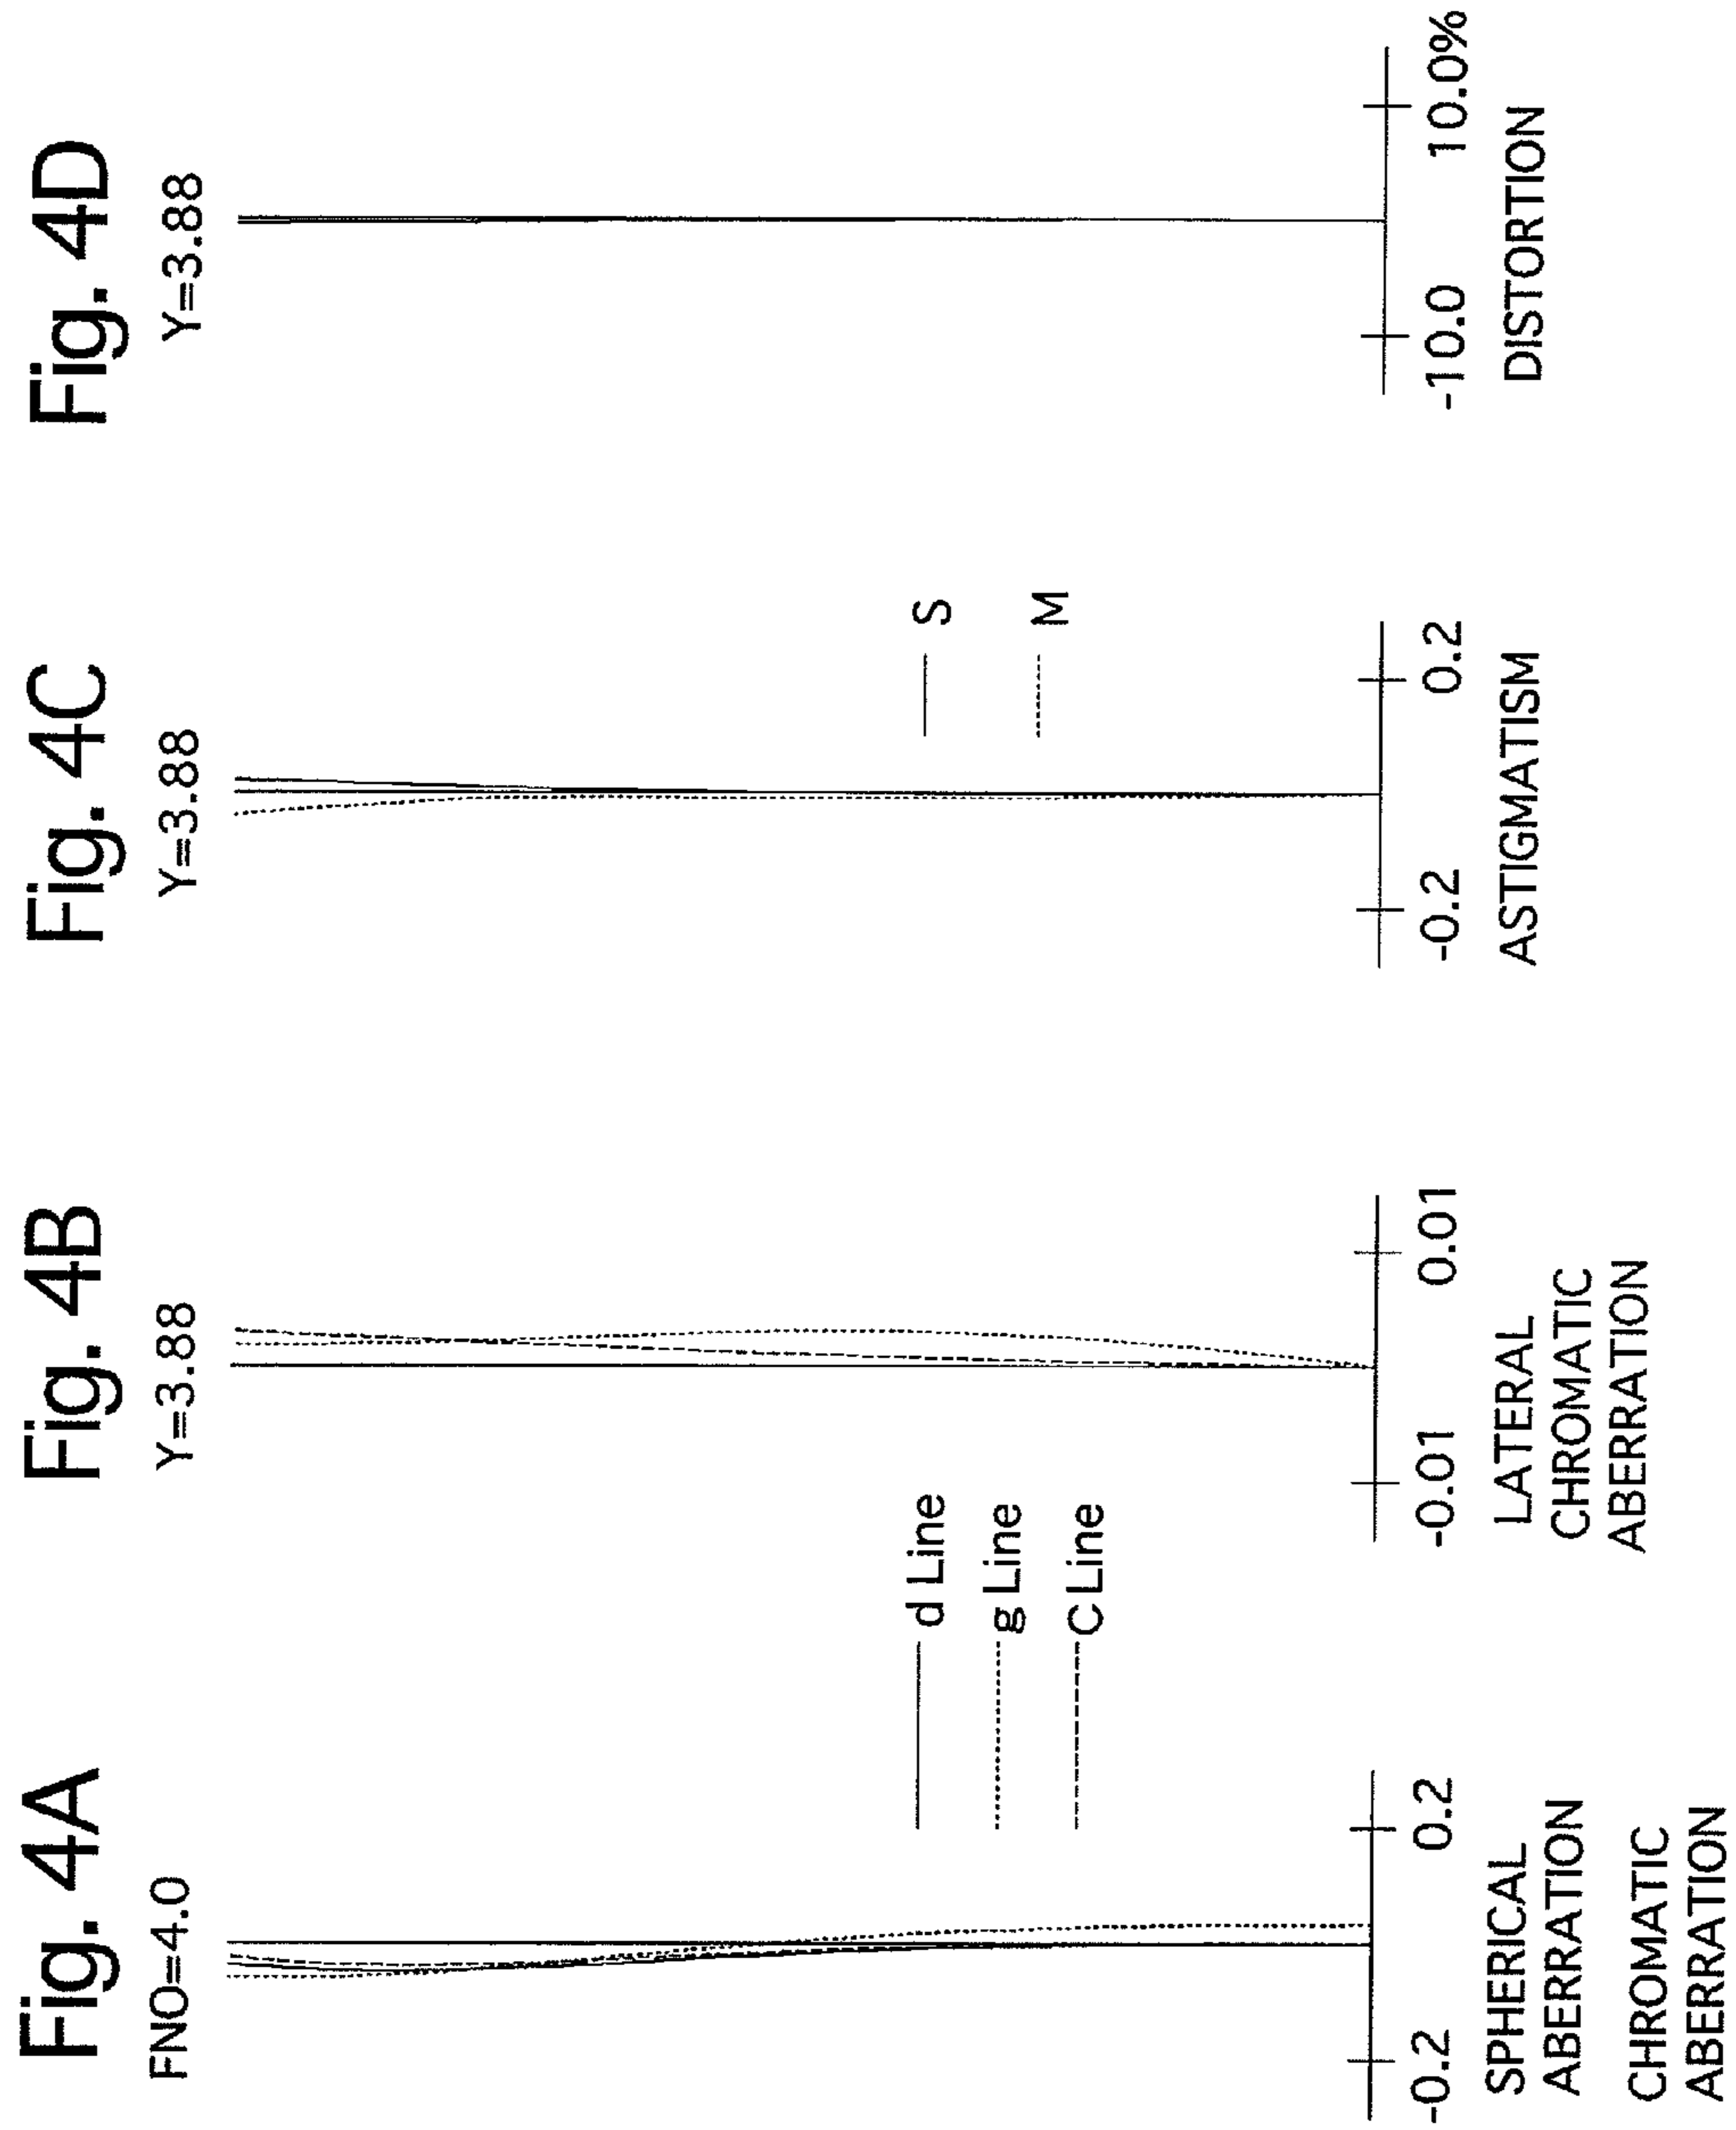 Fig. 4A
FNO=4.0
d Line
g Line
C Line
-0.2
0.2
SPHERICAL
ABERRATION
CHROMATIC
ABERRATION
Fig. 4B
Y=3.88
-0.01
0.01
LATERAL
CHROMATIC
ABERRATION
Fig. 4C
Y=3.88
S
M
-0.2
0.2
ASTIGMATISM
Fig. 4D
Y=3.88
-10.0
10.0%
DISTORTION